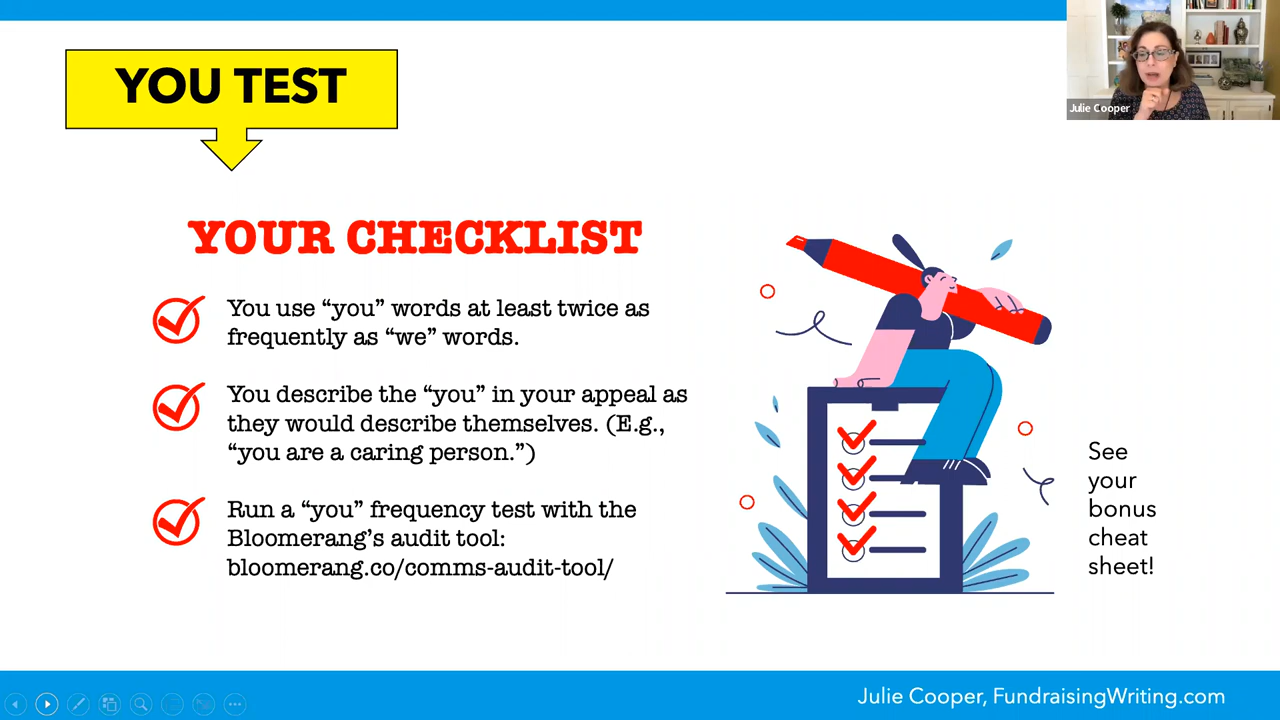 YOU TEST
Julie Cooper
YOUR CHECKLIST
You use “you” words at least twice as
frequently as “we” words.
You describe the “you” in your appeal as
they would describe themselves. (E.g.,
“you are a caring person.”)
Run a “you” frequency test with the
Bloomerang’s audit tool:
bloomerang.co/comms-audit-tool/
See
your
bonus
cheat
sheet!
Julie Cooper, FundraisingWriting.com